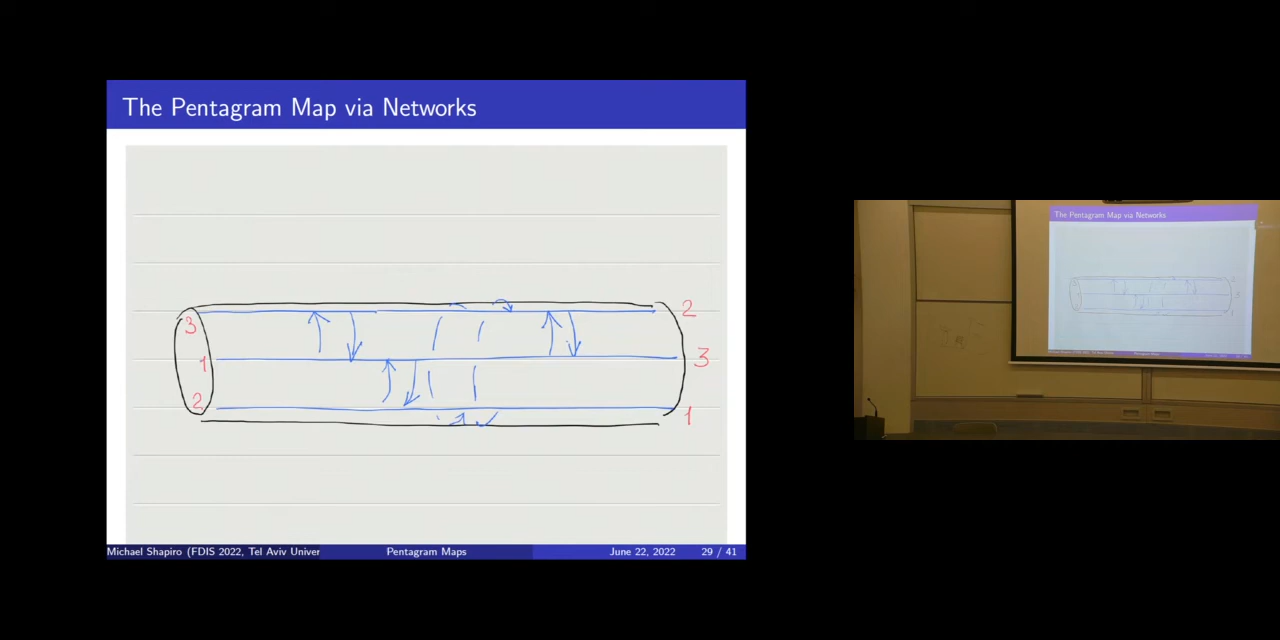 The Pentagram Map via Networks
3
1
2
2
3
1
Michael Shapiro (FDIS 2022, Tel Aviv Univer
Pentagram Maps
June 22, 2022
29 / 41
The Pentagram Map via Networks